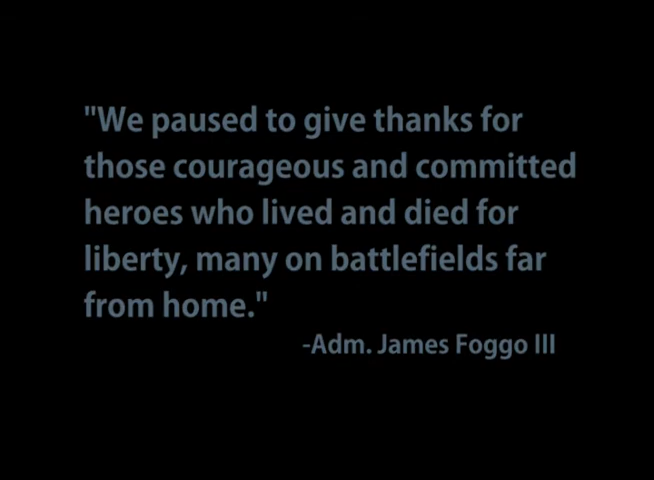 "We paused to give thanks for
those courageous and committed
heroes who lived and died for
liberty, many on battlefields far
from home."
-Adm. James Foggo III